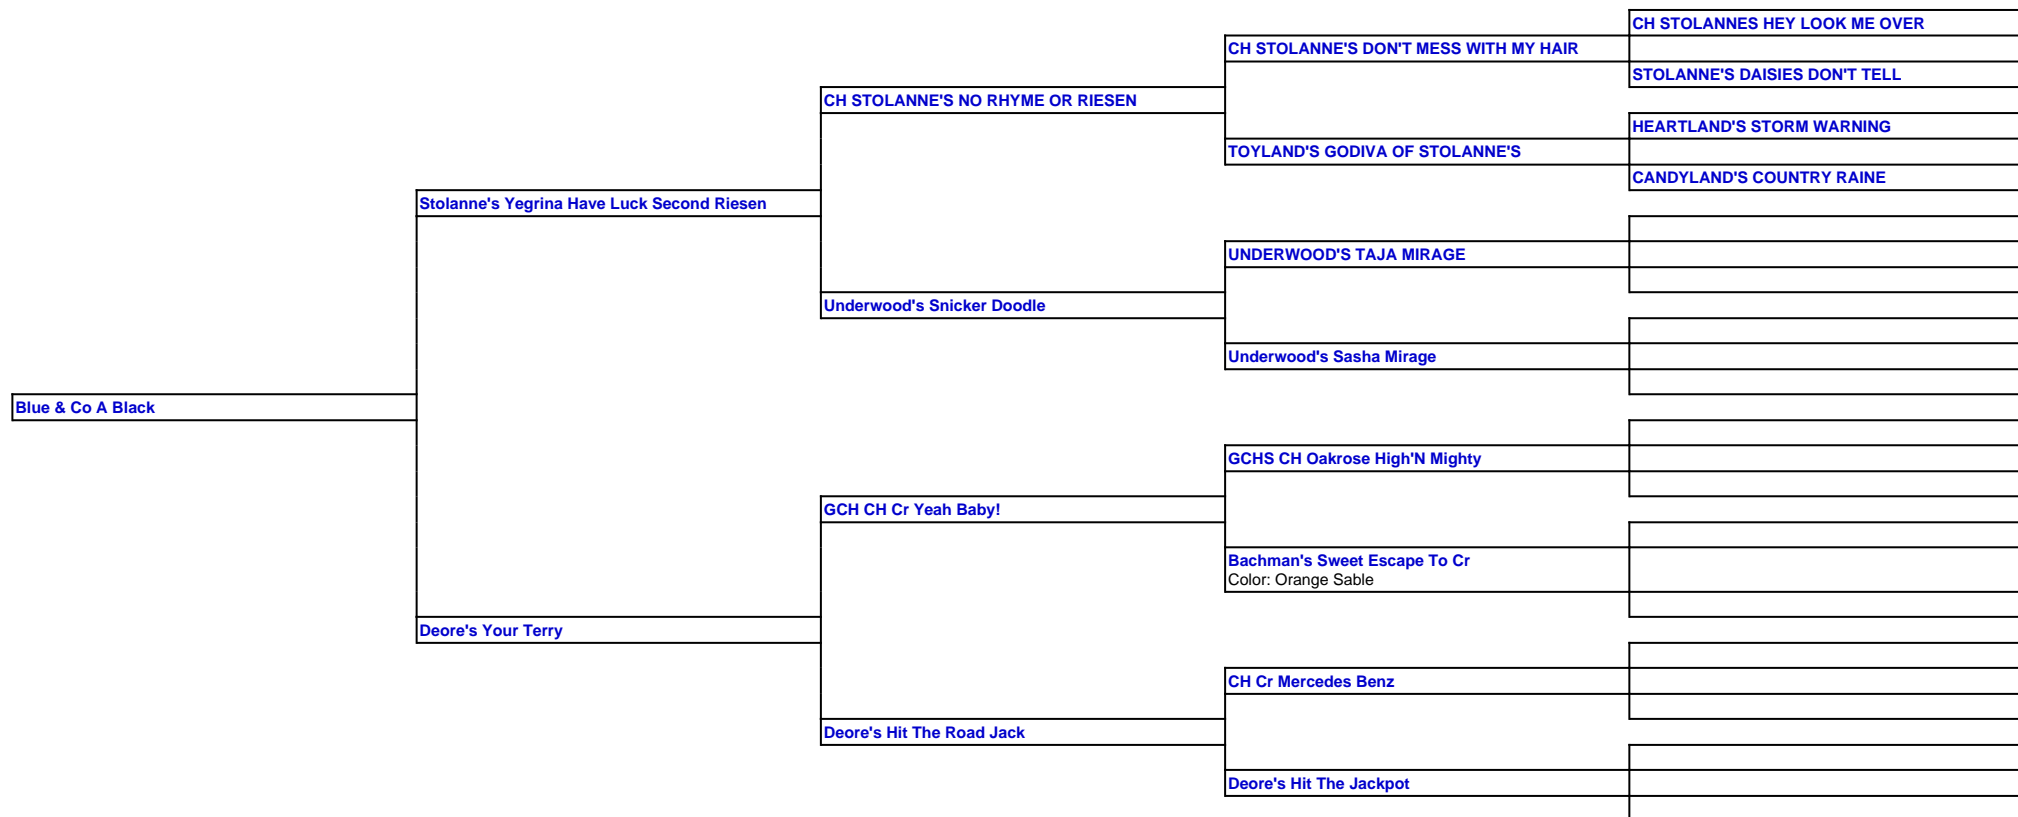 CH STOLANNES HEY LOOK ME OVER
CH STOLANNE'S DON'T MESS WITH MY HAIR
STOLANNE'S DAISIES DON'T TELL
CH STOLANNE'S NO RHYME OR RIESEN
HEARTLAND'S STORM WARNING
TOYLAND'S GODIVA OF STOLANNE'S
CANDYLAND'S COUNTRY RAINE
Stolanne's Yegrina Have Luck Second Riesen
UNDERWOOD'S TAJA MIRAGE
Underwood's Snicker Doodle
Underwood's Sasha Mirage
Blue & Co A Black
GCHS CH Oakrose High'N Mighty
GCH CH Cr Yeah Baby!
Bachman's Sweet Escape To Cr
Color: Orange Sable
Deore's Your Terry
CH Cr Mercedes Benz
Deore's Hit The Road Jack
Deore's Hit The Jackpot